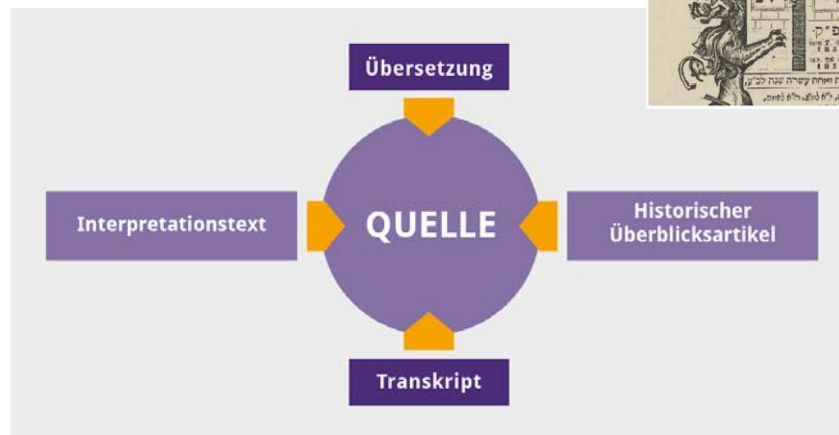 Übersetzung
Interpretationstext
QUELLE
Historischer
Überblicksartikel
Transkript